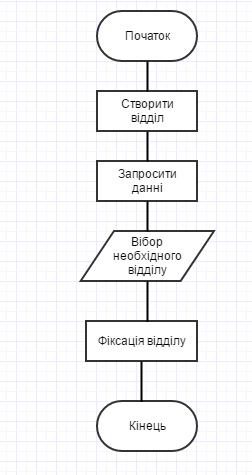 Початок
Створити
відділ
Запросити
данні
Вібор
необхідного
відділу
Фіксація відділу
Кінець